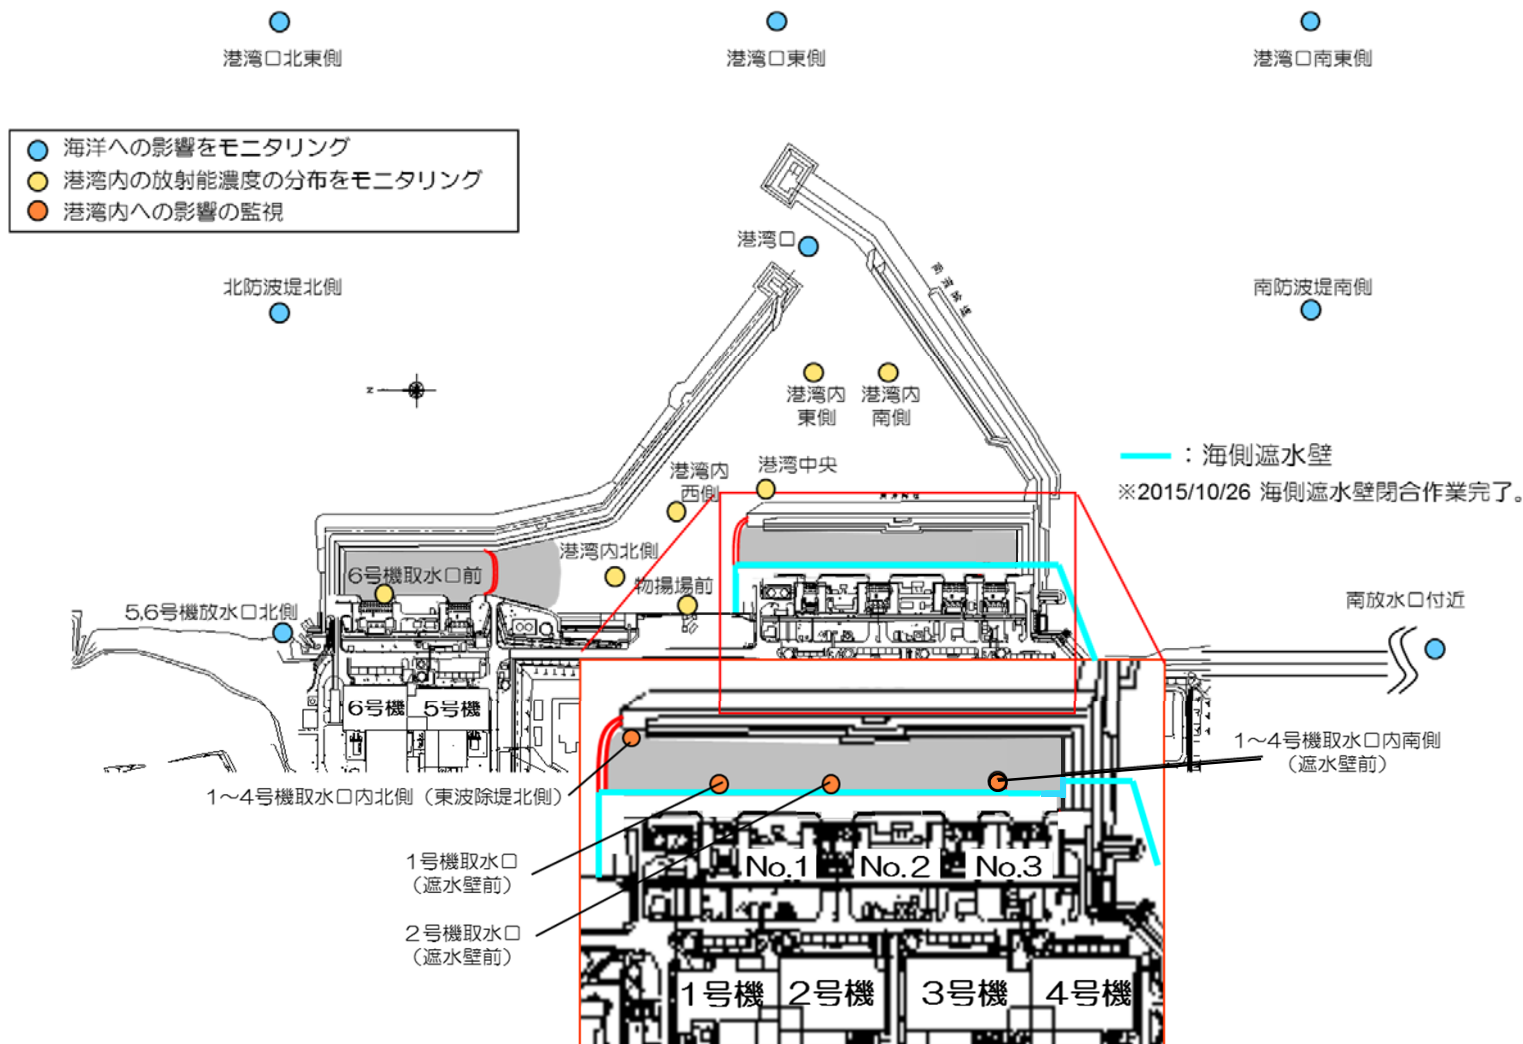 港湾口北東側
港湾口東側
港湾口南東側
海洋への影響をモニタリング
港湾内の放射能濃度の分布をモニタリング
港湾内への影響の監視
港湾口
北防波堤北側
南防波堤南側
N
港湾内
東側
港湾内
南側
：海側遮水壁
※2015/10/26 海側遮水壁閉合作業完了。
港湾中央
港湾内
西側
港湾内北側
6号機取水口前
物揚場前
5,6号機放水口北側
南放水口付近
6号機
5号機
1～4号機取水口内南側
（遮水壁前）
1～4号機取水口内北側（東波除堤北側）
1号機取水口
（遮水壁前）
No.1
No.2
No.3
2号機取水口
（遮水壁前）
1号機
2号機
3号機
4号機